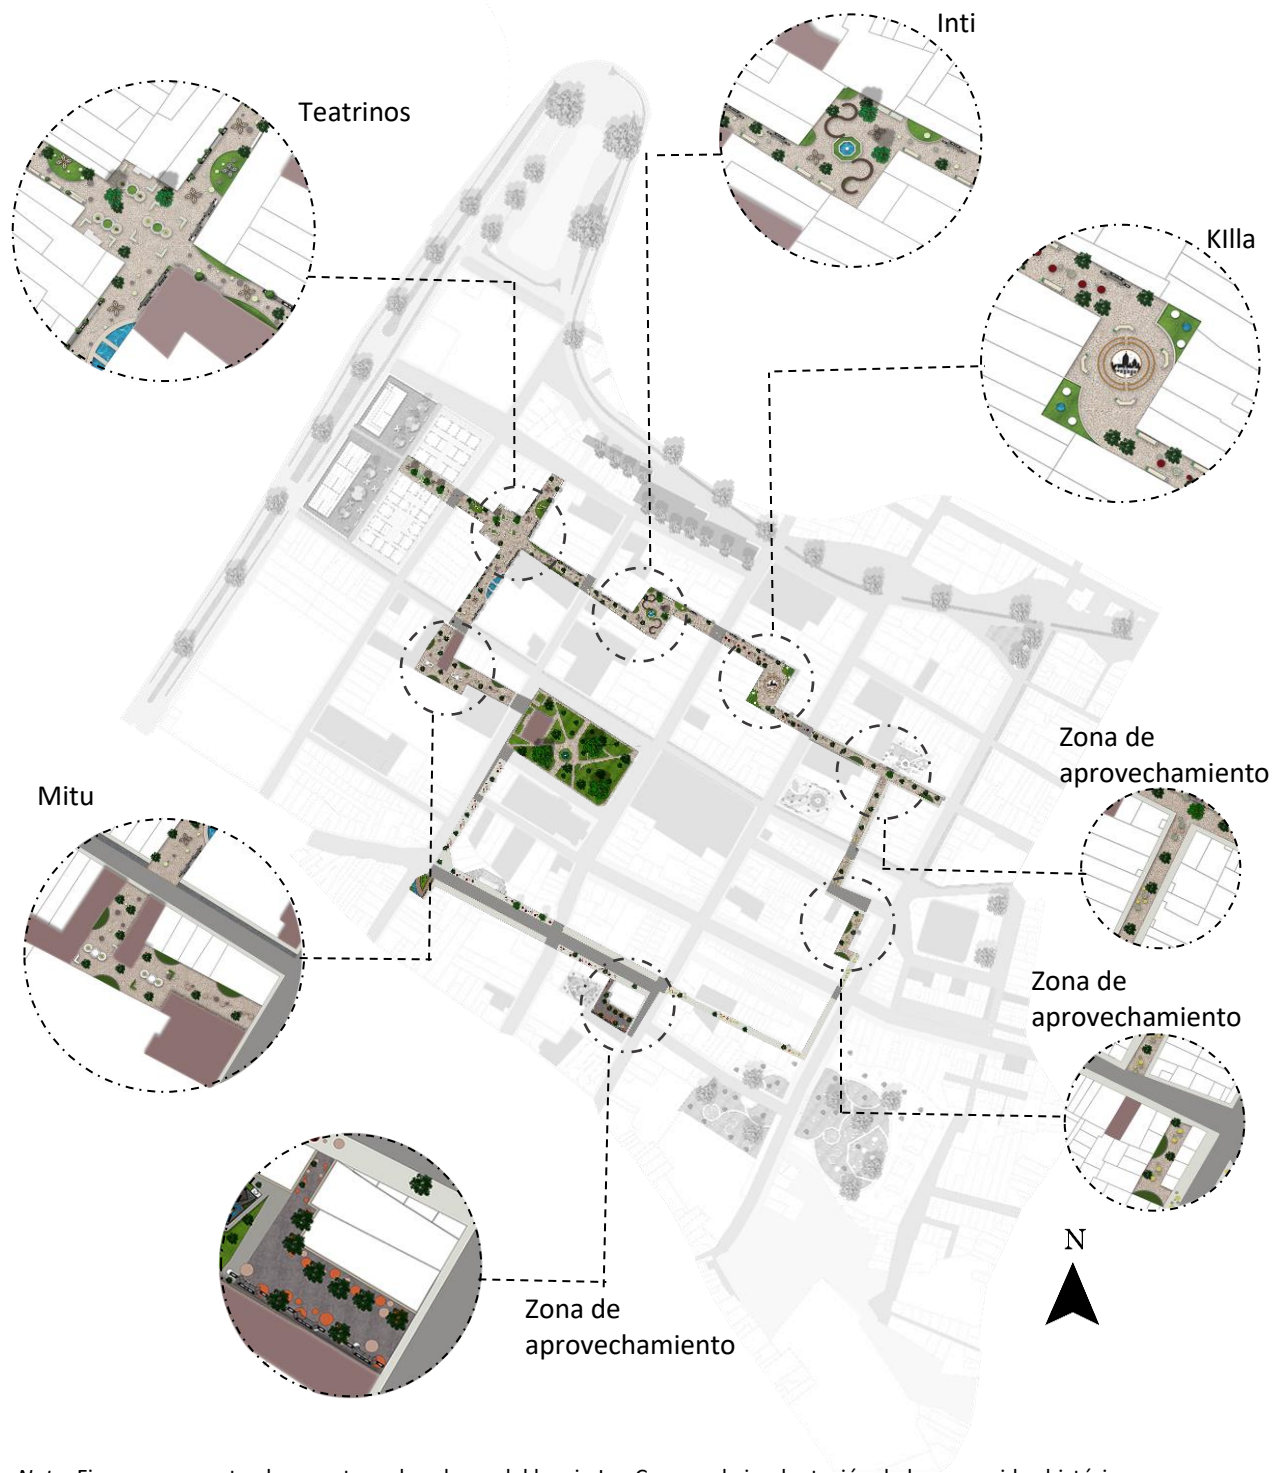 Inti
Teatrinos
KIlla
Zona de
aprovechamiento
Mitu
Zona de
aprovechamiento
N
Zona de
aprovechamiento